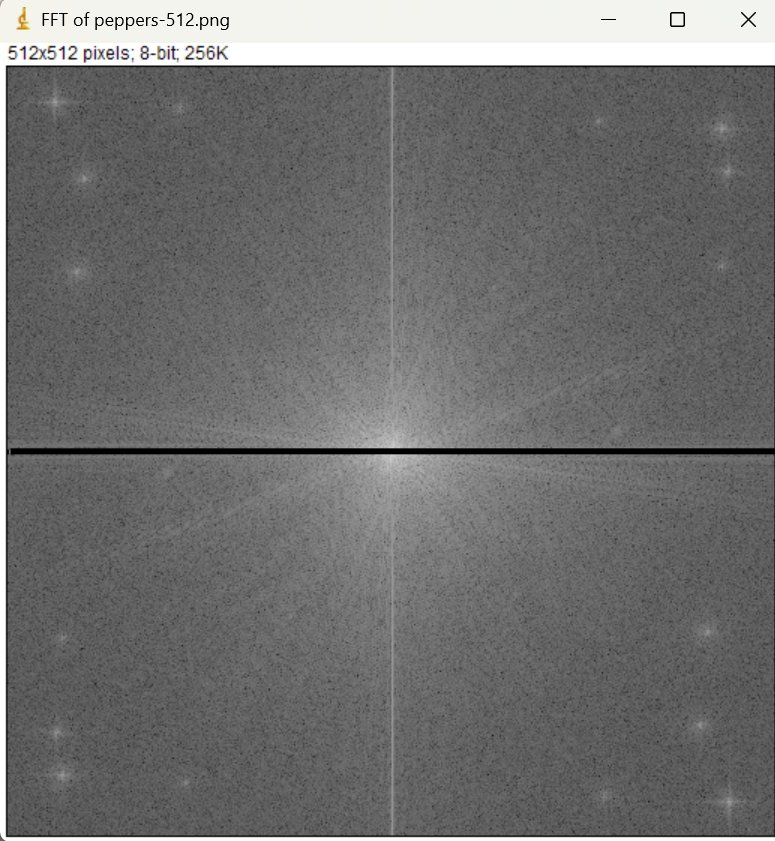 FFT of peppers-512.png
512x512 pixels; 8-bit; 256K